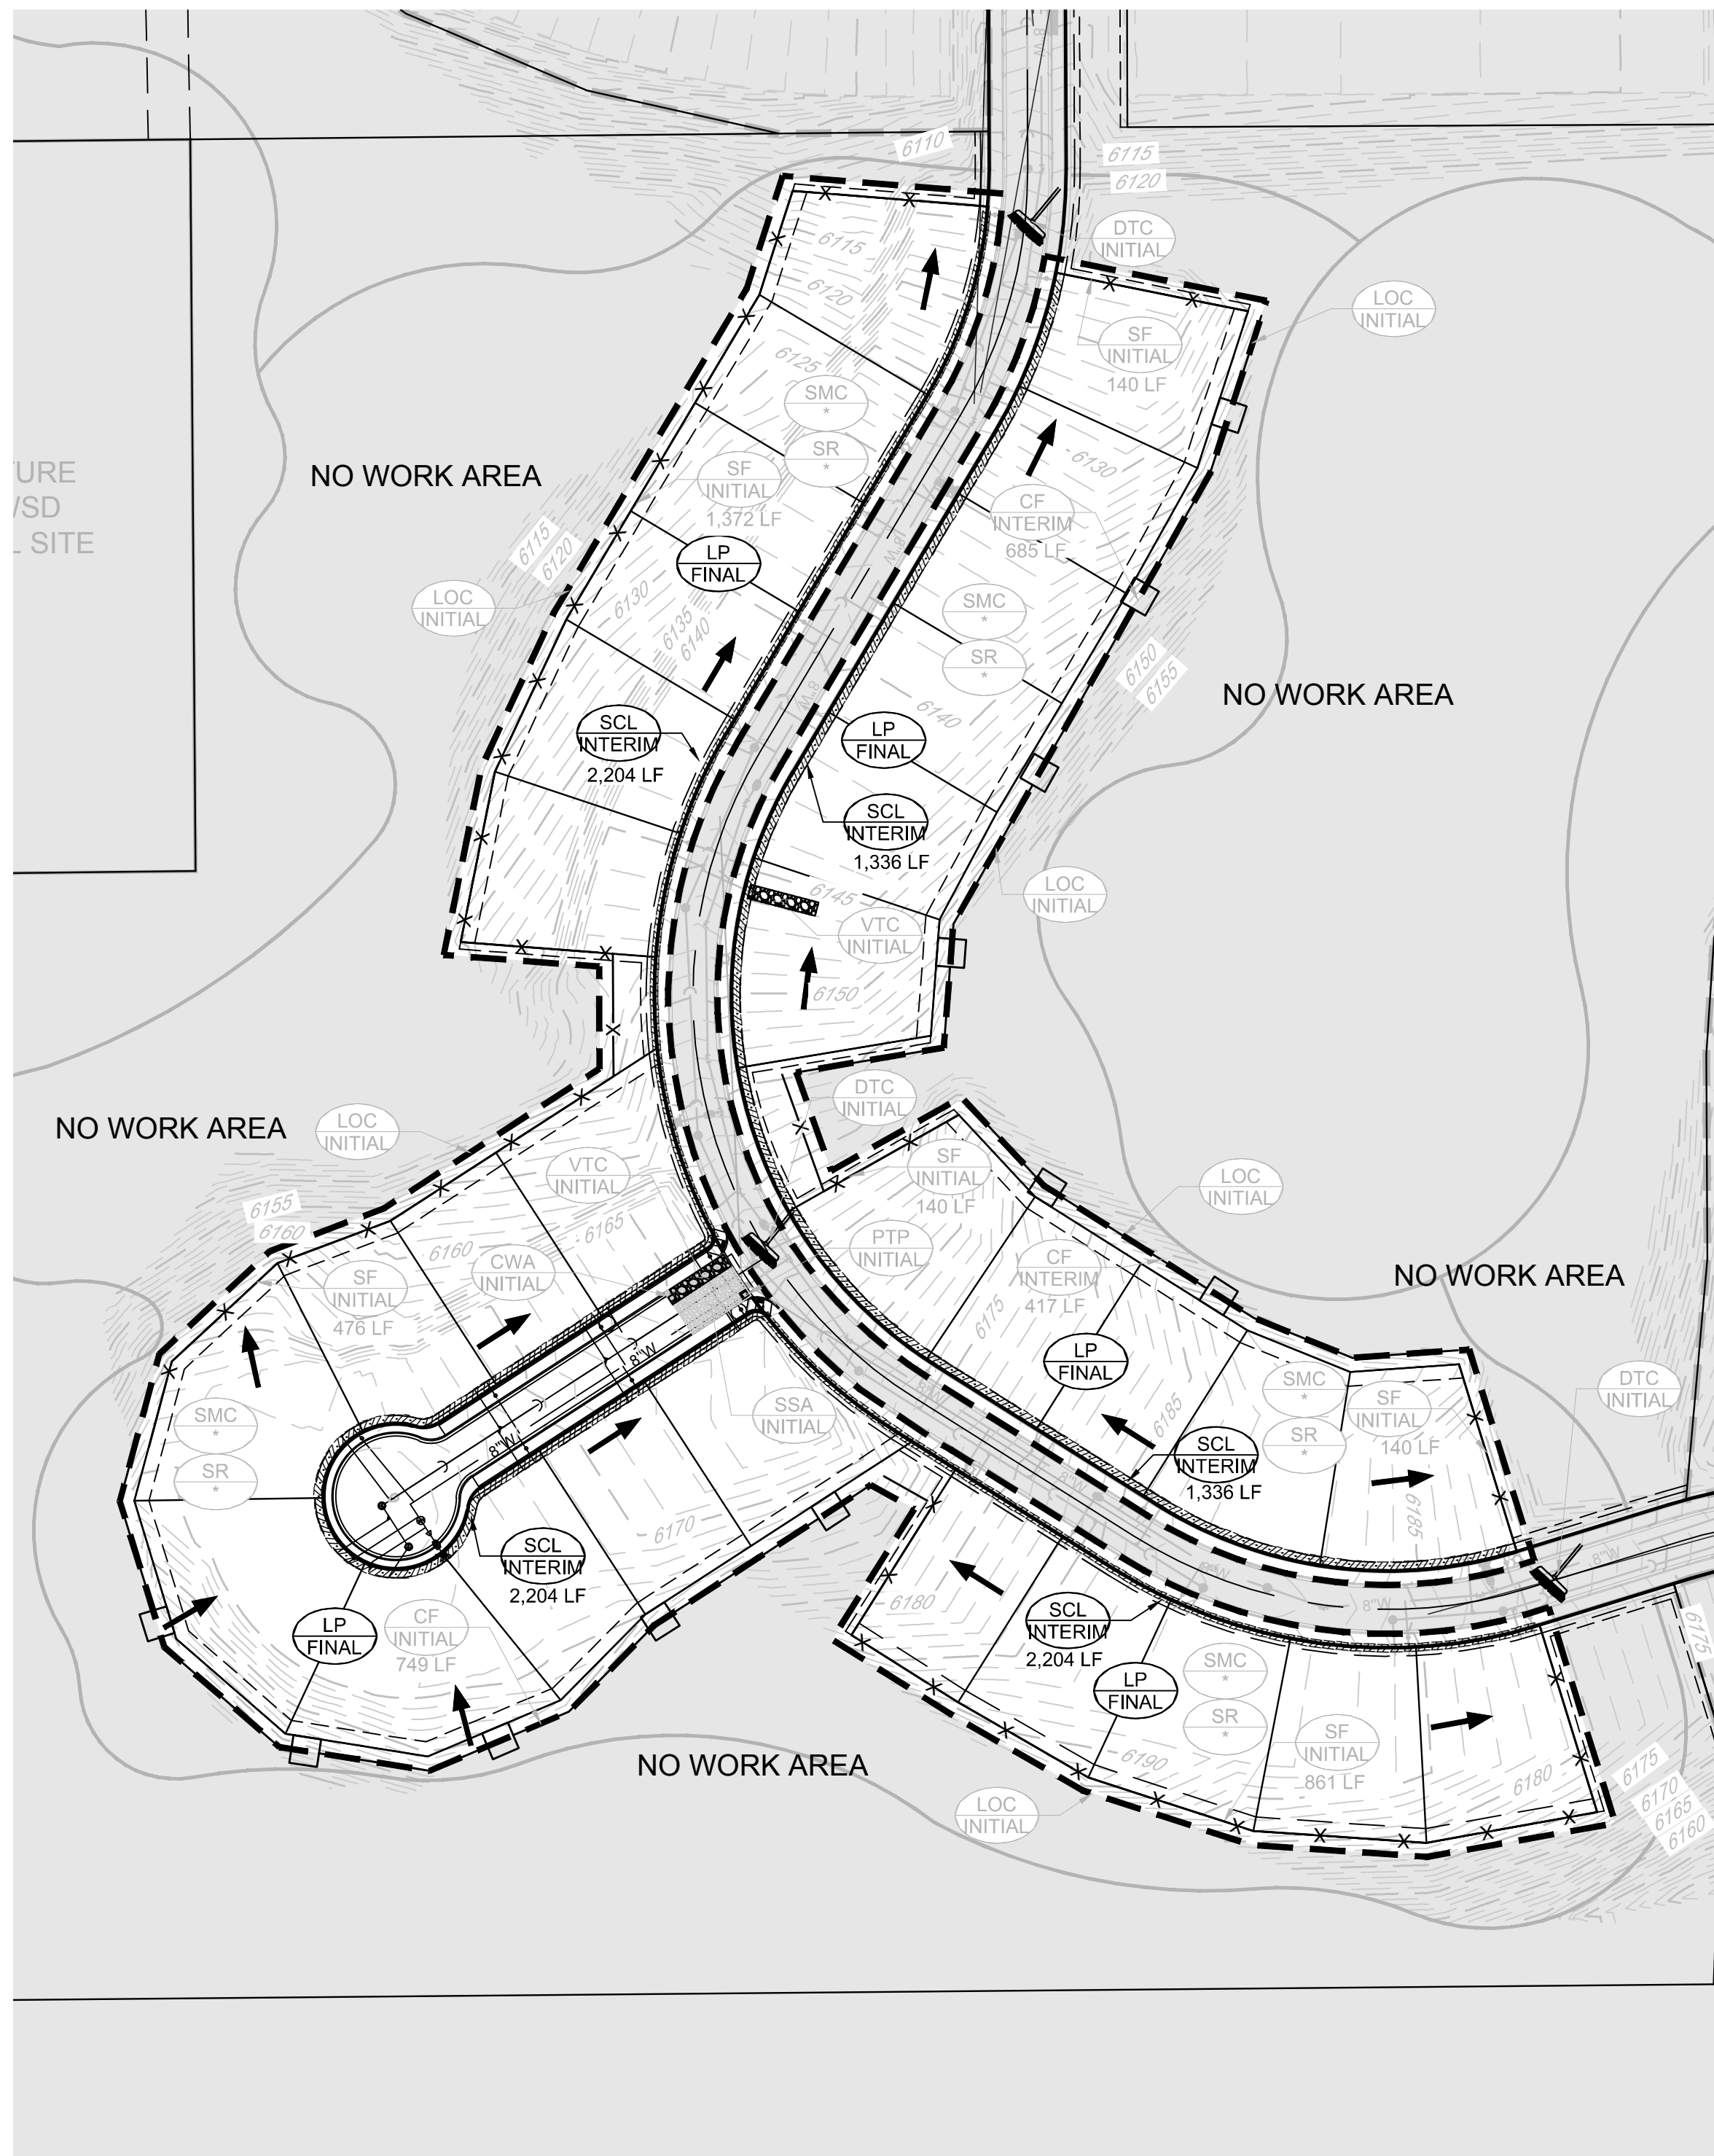 6110
6115
6120
DTC
INITIAL
LOC
INITIAL
6115
6120
SF
INITIAL
140 LF
6125
SMC
*
SR
*
NO WORK AREA
SF
INITIAL
1,372 LF
6130
CF
INTERIM
685 LF
URE
SD
SITE
6115
6120
LP
FINAL
LOC
INITIAL
6130
6135
6140
SMC
*
SR
*
6150
6155
NO WORK AREA
SCL
INTERIM
2,204 LF
6140
LP
FINAL
SCL
INTERIM
1,336 LF
6145
LOC
INITIAL
VTC
INITIAL
6150
DTC
INITIAL
NO WORK AREA
LOC
INITIAL
VTC
INITIAL
SF
INITIAL
140 LF
LOC
INITIAL
6155
6160
6160
6165
CWA
INITIAL
PTP
INITIAL
CF
INTERIM
417 LF
NO WORK AREA
SF
INITIAL
476 LF
6175
8"W
LP
FINAL
SMC
*
SR
*
SF
INITIAL
140 LF
DTC
INITIAL
SMC
*
SR
*
SSA
INITIAL
6185
8"W
SCL
INTERIM
1,336 LF
6185
6170
SCL
INTERIM
2,204 LF
8"W
8"W
6180
LP
FINAL
CF
INITIAL
749 LF
SCL
INTERIM
2,204 LF
6175
SMC
*
SR
*
LP
FINAL
NO WORK AREA
6190
SF
INITIAL
861 LF
6180
6175
6170
6165
6160
LOC
INITIAL